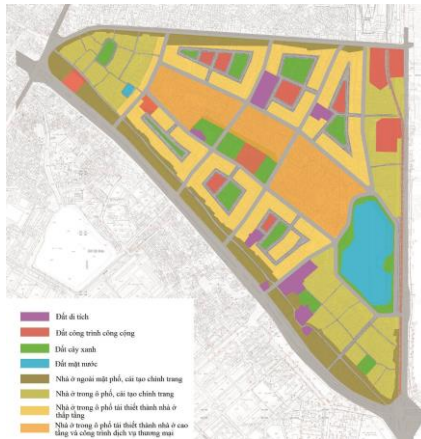 Đất di tích
Đất công trình công cộng
Đất cây xanh
Đất mặt nước
Nhà ở ngoài mặt phố, cải tạo chỉnh trang
Nhà ở trong ô phố, cải tạo chỉnh trang
Nhà ở trong ô phố tái thiết thành nhà ở
thấp tầng
Nhà ở trong ô phố tái thiết thành nhà ở cao
tầng và công trình dịch vụ thương mại